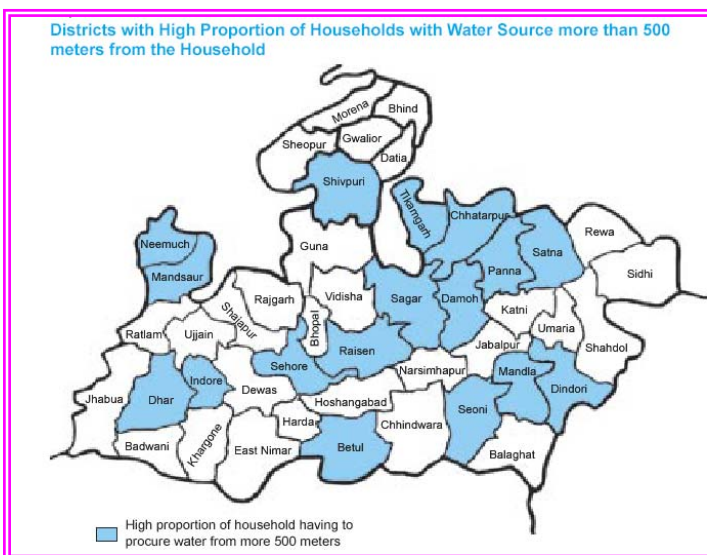 Districts with High Proportion of Households with Water Source more than 500
meters from the Household
Morena
Bhind
Sheopur
Gwalior
Datia
Shivpuri
Tikamgarh
Chhatarpur
Neemuch
Mandsaur
Guna
Panna
Satna
Rewa
Sidhi
Rajgarh
Vidisha
Sagar
Damoh
Katni
Umaria
Shahdol
Ratlam
Ujjain
Shajapur
Bhopal
Raisen
Jabalpur
Sehore
Narsimhapur
Mandla
Dindori
Jhabua
Dhar
Indore
Dewas
Hoshangabad
Seoni
Harda
Chhindwara
Badwani
Khargone
East Nimar
Betul
Balaghat
High proportion of household having to
procure water from more 500 meters